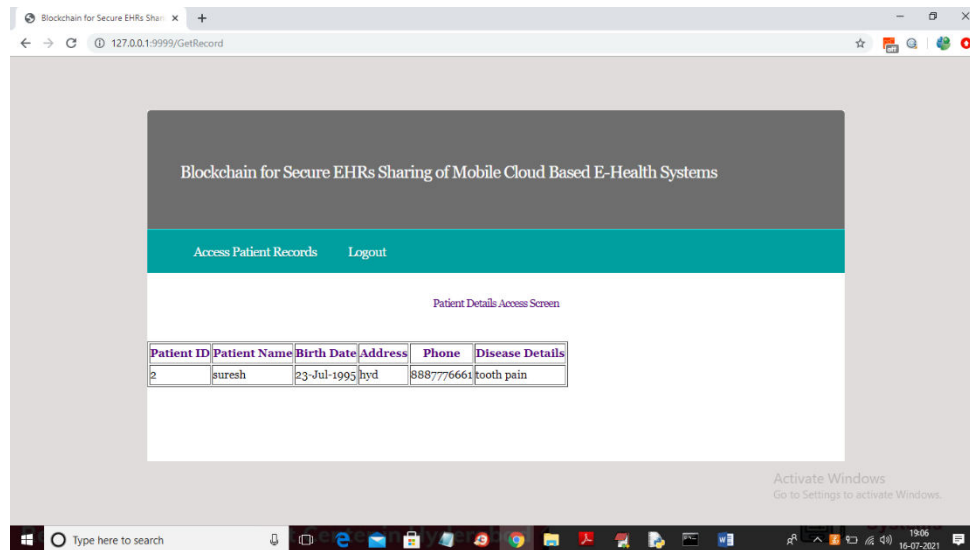 Blockchain for Secure EHRs Shari
127.0.0.1:9999/GetRecord
off
Blockchain for Secure EHRs Sharing of Mobile Cloud Based E-Health Systems
Access Patient Records Logout
Patient Details Access Screen
Patient ID Patient Name Birth Date Address Phone Disease Details
2 suresh 23-Jul-1995 hyd 8887776661 tooth pain
Activate Windows
Go to Settings to activate Windows.
Type here to search
19:06
16-07-2021